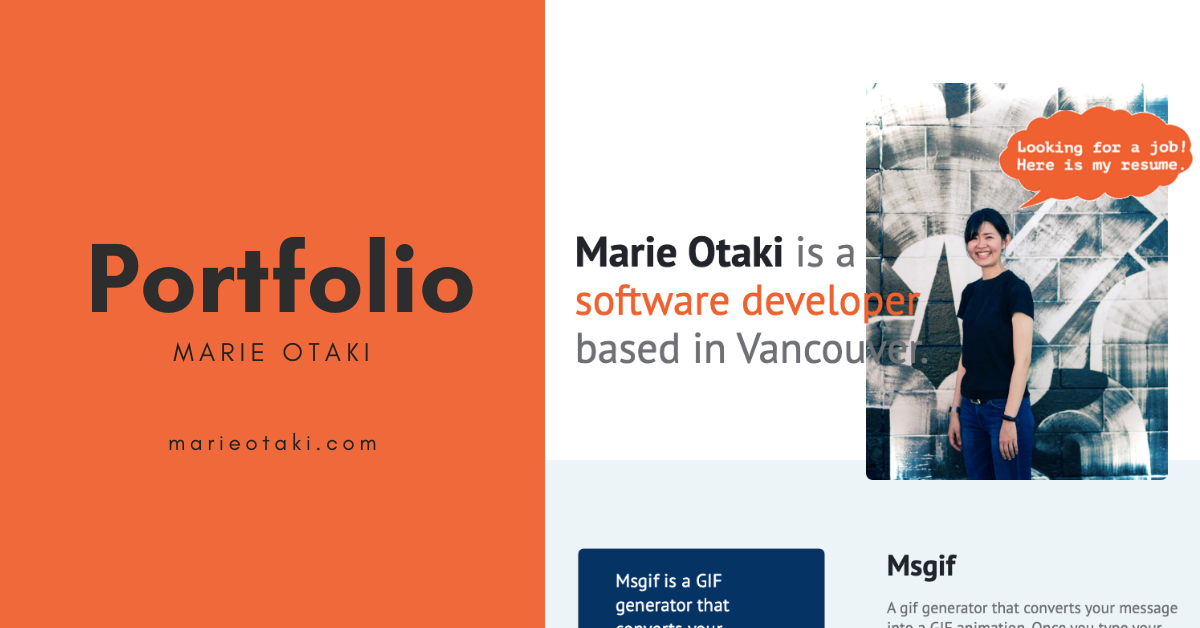 Portfolio
MARIE OTAKI
marieotaki.com
Looking for a job!
Here is my resume.
Marie Otaki is a
software developer
based in Vancouver.
Msgif is a GIF
generator that
converts your
Msgif
A gif generator that converts your message
into a GIF animation. Once you type your